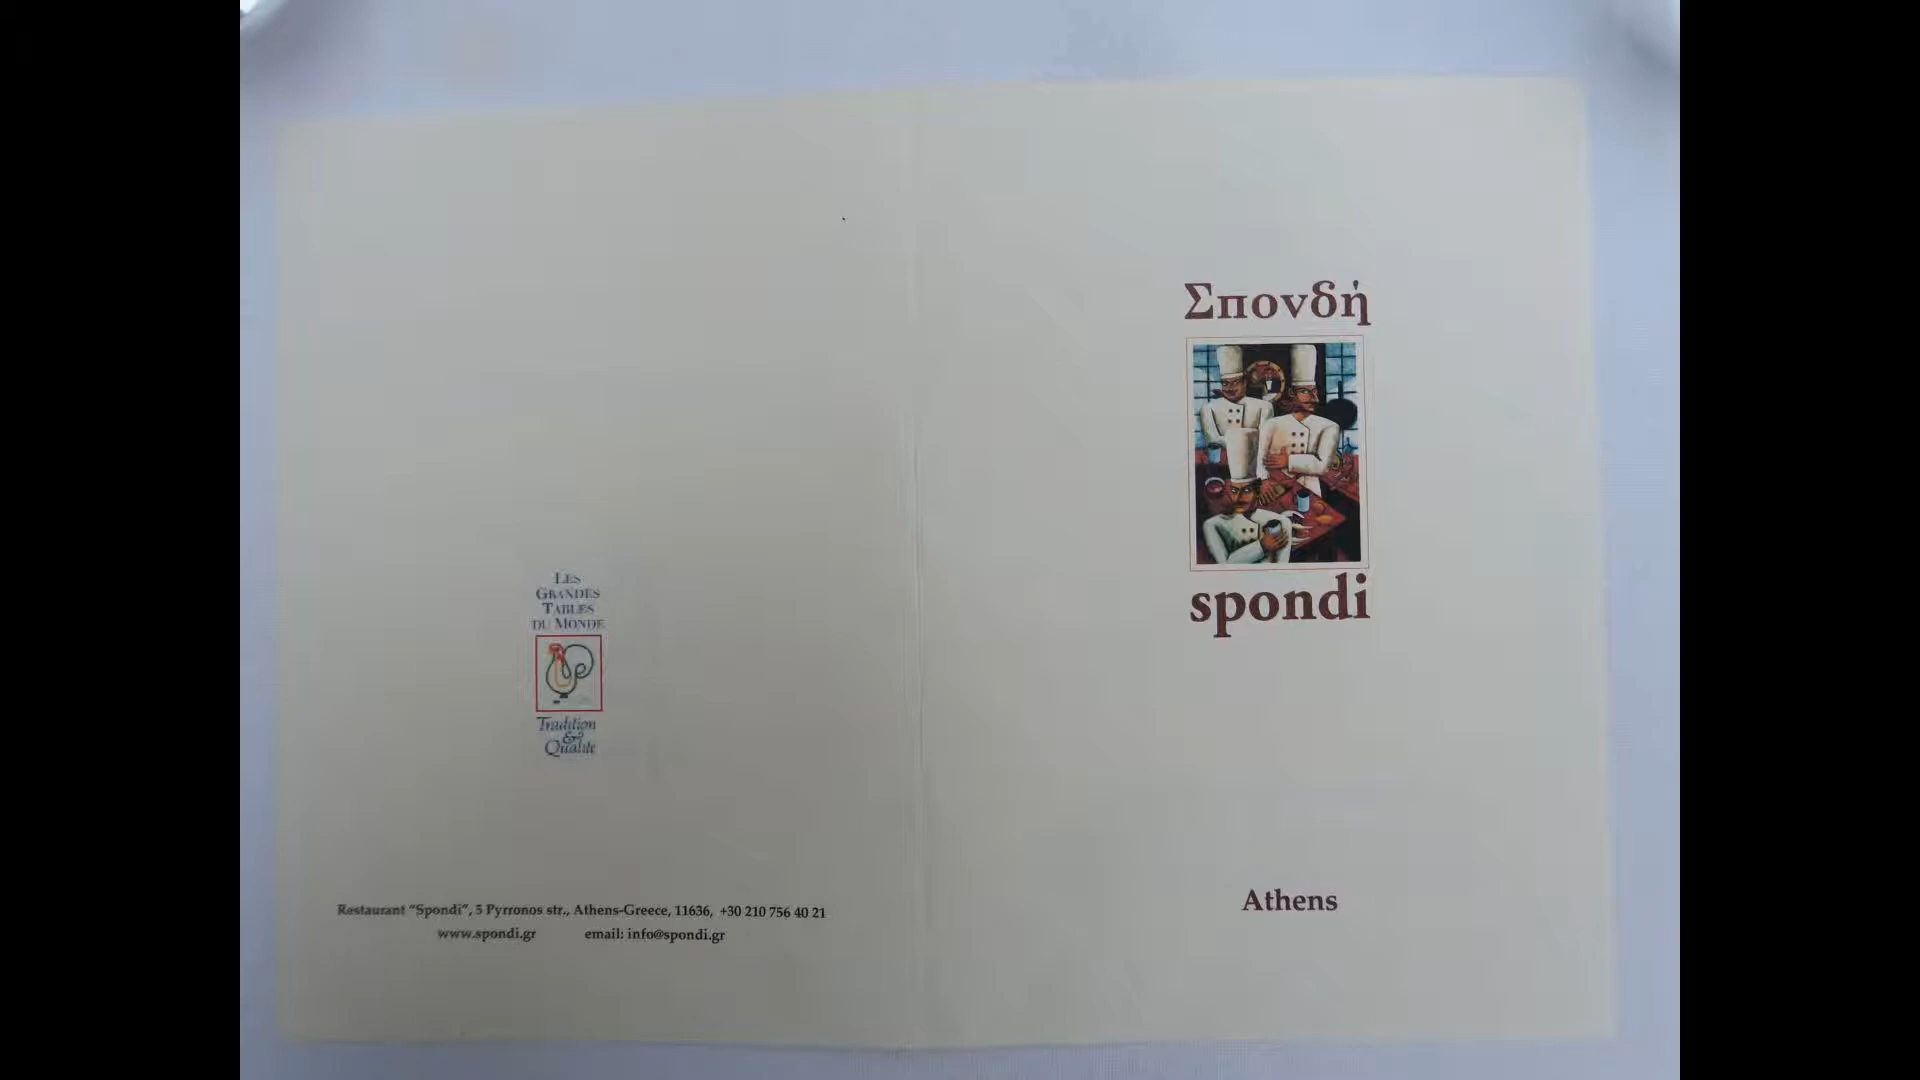 LES
GRANDES
TABLES
DU MONDE
Tradition
&
Qualité
Restaurant “Spondi”, 5 Pyrronos str., Athens-Greece, 11636, +30 210 756 40 21
www.spondi.gr email: info@spondi.gr
Σπονδή
spondi
Athens